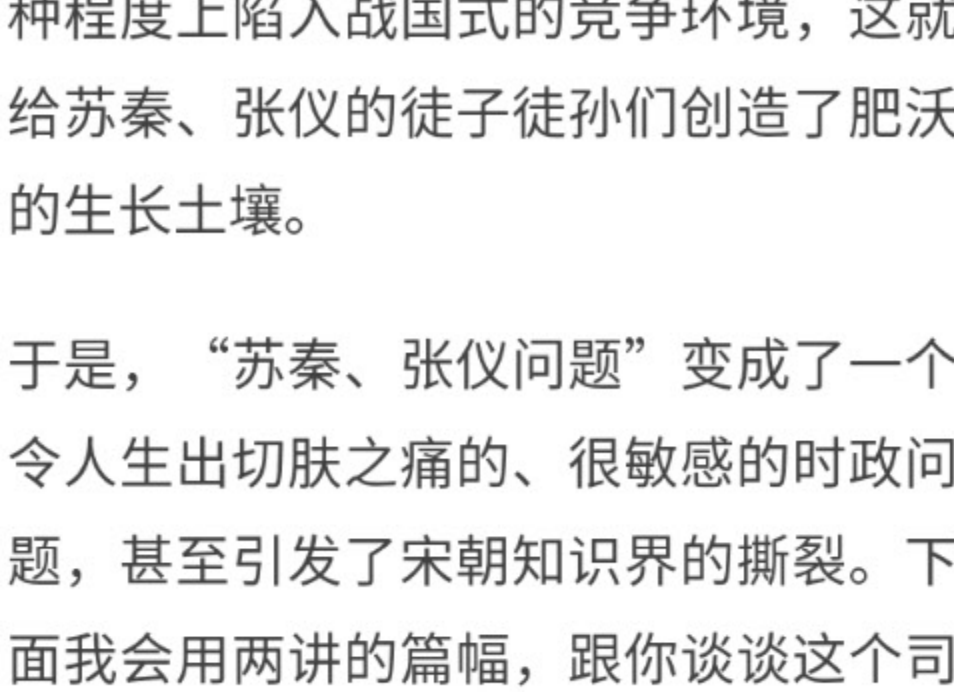 种程度上陷入战国式的竞争环境，这就
给苏秦、张仪的徒子徒孙们创造了肥沃
的生长土壤。
于是，“苏秦、张仪问题”变成了一个
令人生出切肤之痛的、很敏感的时政问
题，甚至引发了宋朝知识界的撕裂。下
面我会用两讲的篇幅，跟你谈谈这个司